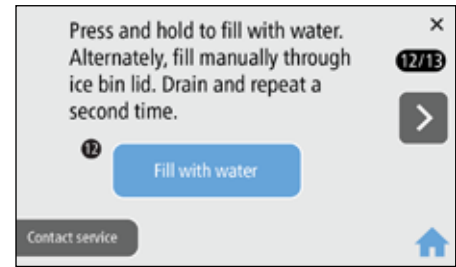 Press and hold to fill with water.
Alternately, fill manually through
ice bin lid. Drain and repeat a
second time.
×
12/13
>
12
Fill with water
Contact service